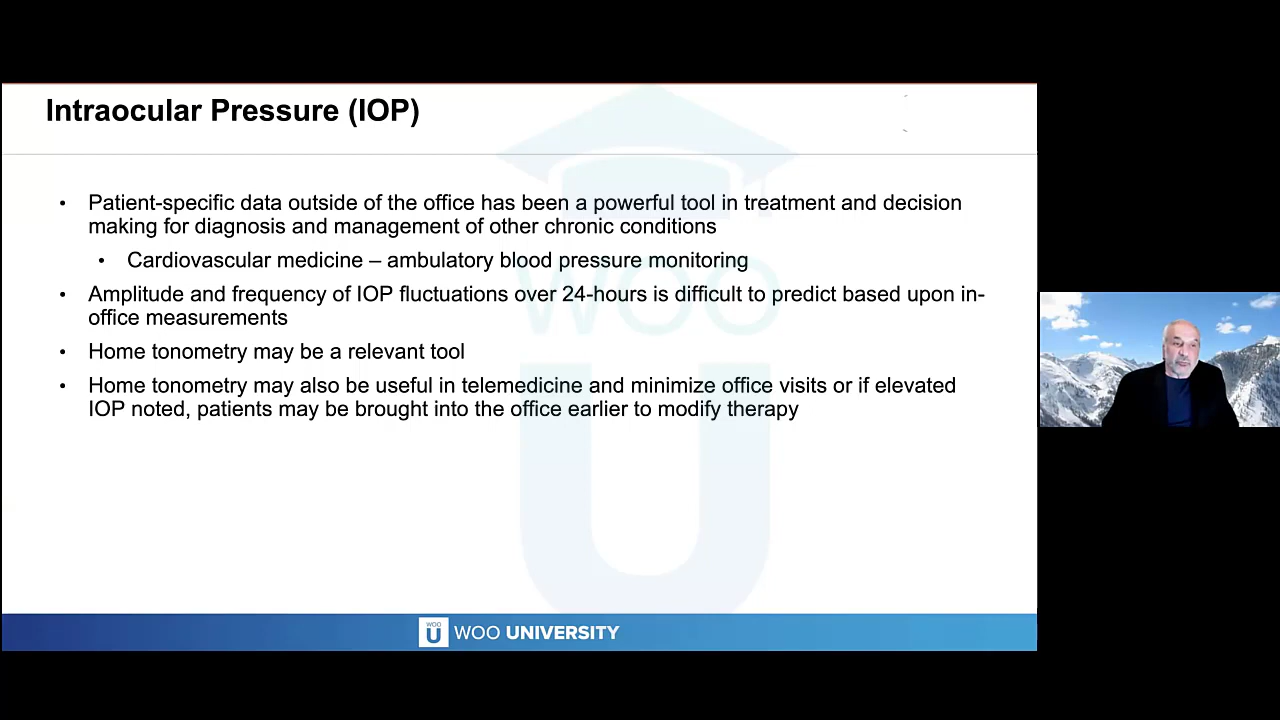 Intraocular Pressure (IOP)
• Patient-specific data outside of the office has been a powerful tool in treatment and decision
making for diagnosis and management of other chronic conditions
• Cardiovascular medicine – ambulatory blood pressure monitoring
• Amplitude and frequency of IOP fluctuations over 24-hours is difficult to predict based upon in-
office measurements
• Home tonometry may be a relevant tool
• Home tonometry may also be useful in telemedicine and minimize office visits or if elevated
IOP noted, patients may be brought into the office earlier to modify therapy
WOO
U
WOO
U
WOO UNIVERSITY